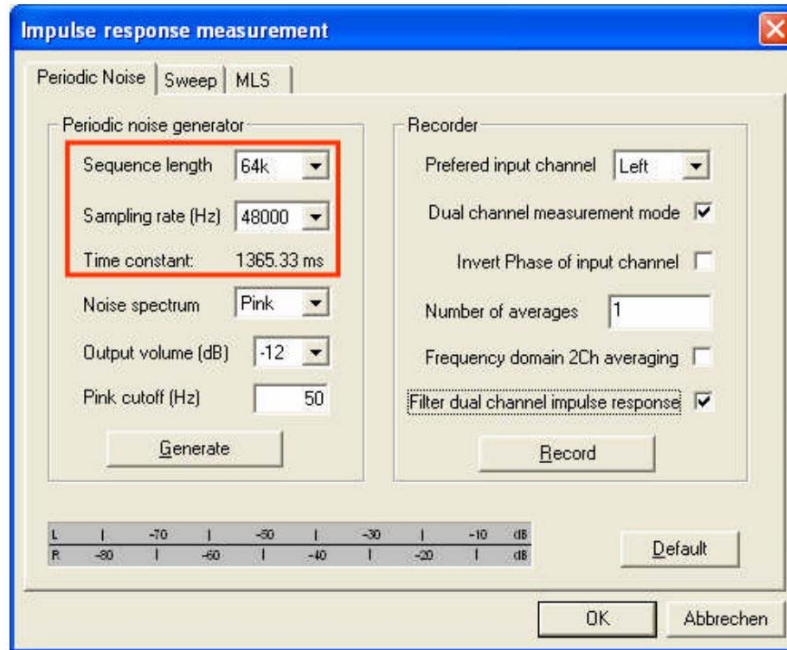 Impulse response measurement
Periodic Noise Sweep MLS
Periodic noise generator
Sequence length 64k
Sampling rate (Hz) 48000
Time constant: 1365.33 ms
Noise spectrum Pink
Output volume (dB) -12
Pink cutoff (Hz) 50
Generate
Recorder
Prefered input channel Left
Dual channel measurement mode
Invert Phase of input channel
Number of averages 1
Frequency domain 2Ch averaging
Filter dual channel impulse response
Record
L -70 -50 -30 -10 dB
R -80 -60 -40 -20 dB
Default
OK Abbrechen